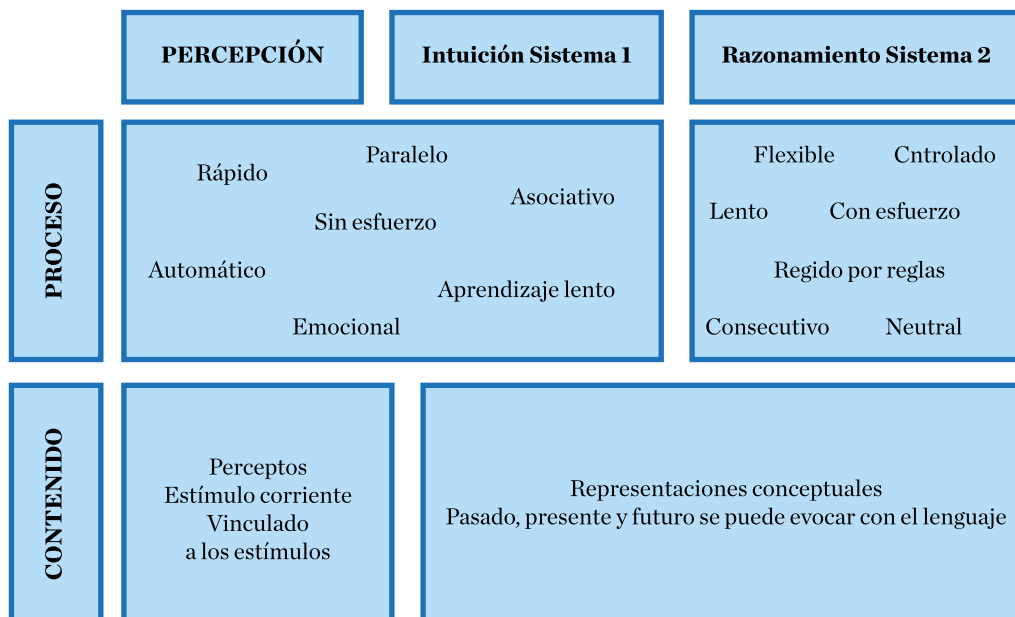 PERCEPCIÓN
Intuición Sistema 1
Razonamiento Sistema 2
PROCESO
Rápido
Paralelo
Asociativo
Sin esfuerzo
Automático
Aprendizaje lento
Emocional
Flexible
Cntrolado
Lento
Con esfuerzo
Regido por reglas
Consecutivo
Neutral
CONTENIDO
Perceptos
Estímulo corriente
Vinculado
a los estímulos
Representaciones conceptuales
Pasado, presente y futuro se puede evocar con el lenguaje